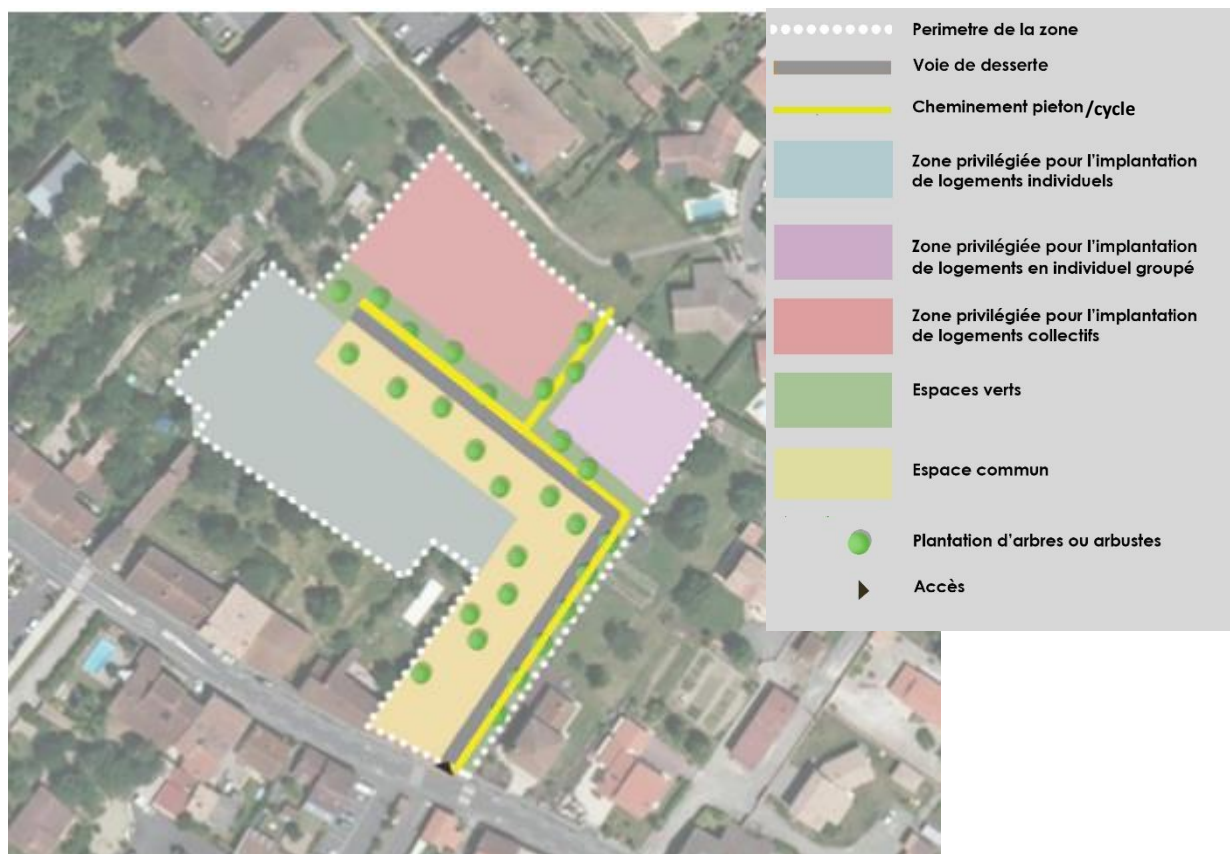 Perimetre de la zone
Voie de desserte
Cheminement pieton/cycle
Zone privilégiée pour l'implantation
de logements individuels
Zone privilégiée pour l'implantation
de logements en individuel groupé
Zone privilégiée pour l'implantation
de logements collectifs
Espaces verts
Espace commun
Plantation d'arbres ou arbustes
Accès